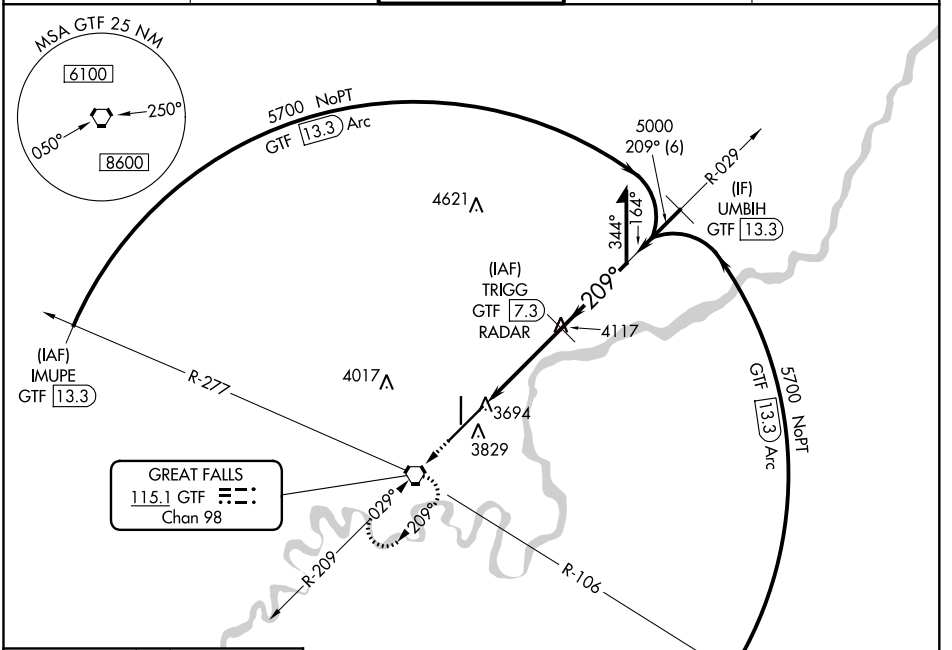 MSA GTF 25 NM
6100
250°
050°
8600
5700 NoPT
GTF 13.3 Arc
5000
209° (6)
R-029
(IF)
UMBIH
GTF 13.3
4621
344°
164°
209°
(IAF)
TRIGG
GTF 7.3
RADAR
4117
(IAF)
IMUPE
GTF 13.3
R-277
4017
3694
3829
5700 NoPT
GTF 13.3 Arc
GREAT FALLS
115.1 GTF
Chan 98
029°
209°
R-209
R-106